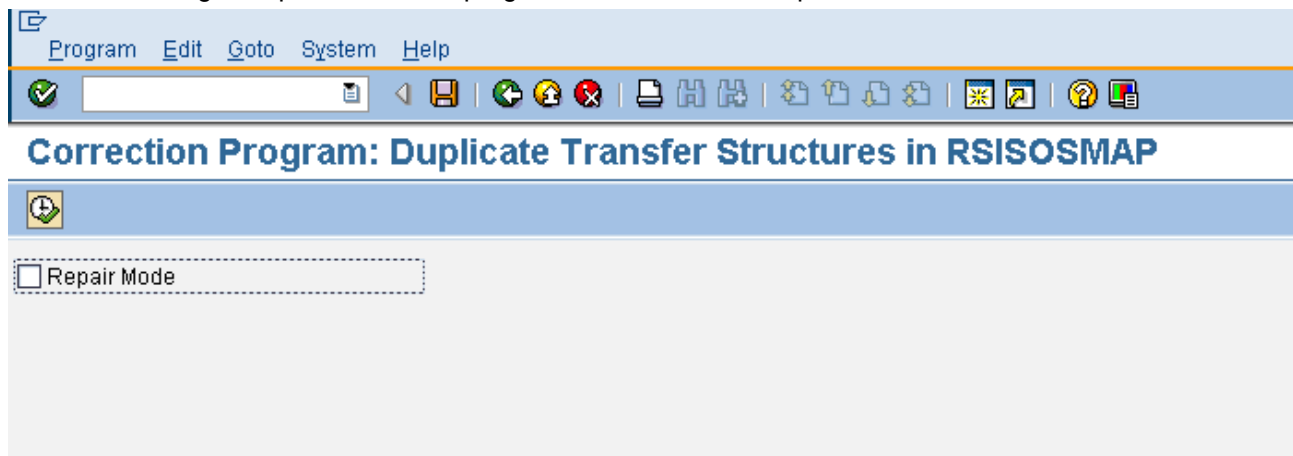 Program Edit Goto System Help
Correction Program: Duplicate Transfer Structures in RSISOSMAP
Repair Mode